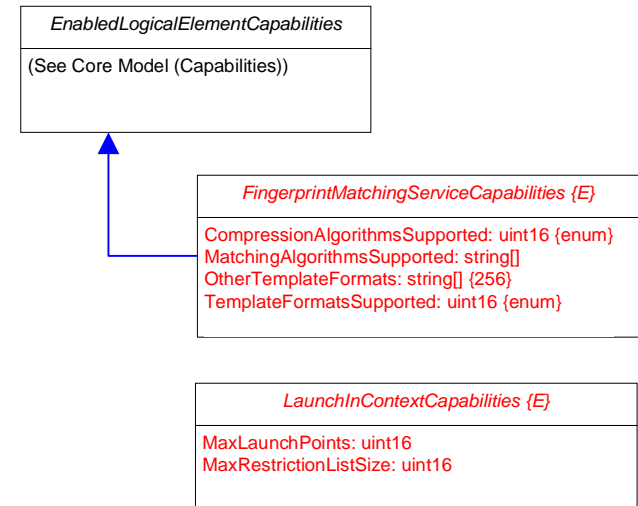 EnabledLogicalElementCapabilities
(See Core Model (Capabilities))
FingerprintMatchingServiceCapabilities {E}
CompressionAlgorithmsSupported: uint16 {enum}
MatchingAlgorithmsSupported: string[]
OtherTemplateFormats: string[] {256}
TemplateFormatsSupported: uint16 {enum}
LaunchInContextCapabilities {E}
MaxLaunchPoints: uint16
MaxRestrictionListSize: uint16